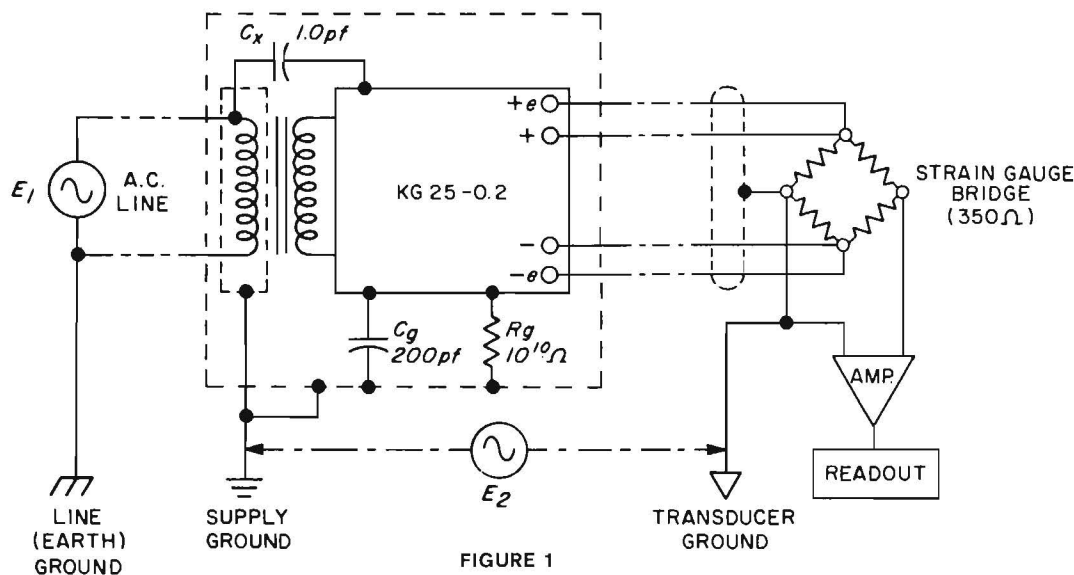 Cx 1.0pf
+e
+
E1
A.C.
LINE
KG 25-0.2
STRAIN GAUGE
BRIDGE
(350Ω)
-
-e
Cg
200pf
Rg
10^10Ω
AMP.
READOUT
E2
LINE
(EARTH)
GROUND
SUPPLY
GROUND
TRANSDUCER
GROUND
FIGURE 1